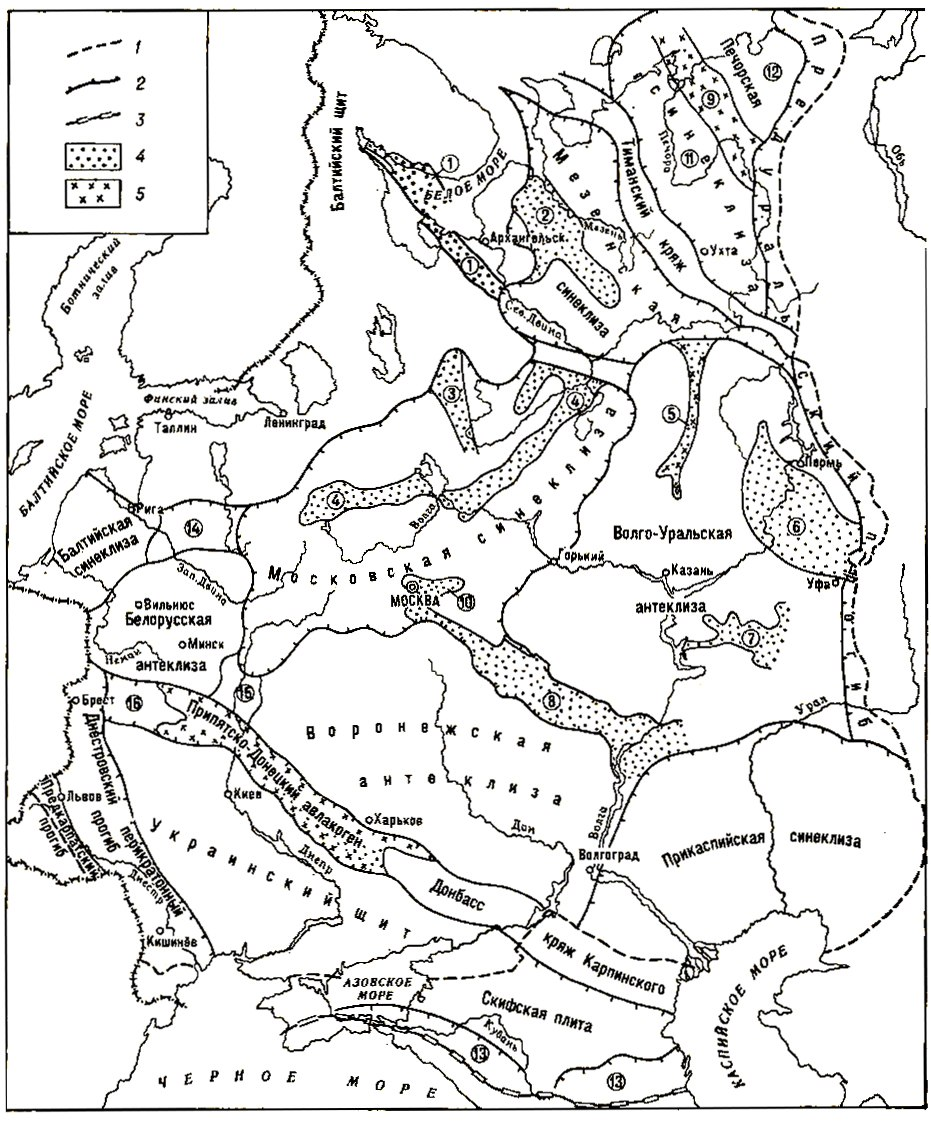 1
2
3
4
5
Балтийский щит
Ботнический залив
БАЛТИЙСКОЕ МОРЕ
Финский залив
Таллин
Ленинград
БЕЛОЕ МОРЕ
1
1
Архангельск
2
Мезень
Мезенская
синеклиза
Сев. Двина
Тиманский кряж
Ухта
Печорская
синеклиза
Печора
9
11
12
Предуральский
прогиб
Обь
3
4
4
5
6
Пермь
Уфа
Рига
14
Балтийская
синеклиза
Зап. Двина
Вильнюс
Белорусская
антеклиза
Минск
Неман
Московская синеклиза
Волга
МОСКВА
10
Горький
Волго-Уральская
антеклиза
Казань
7
8
Урал
Брест
16
15
Припятско-Донецкий авлакоген
Воронежская
антеклиза
Днестровский перикратонный
прогиб
Львов
Предкарпатский
прогиб
Днестр
Кишинёв
Украинский щит
Киев
Днепр
Харьков
Дон
Волга
Волгоград
Донбасс
Прикаспийская синеклиза
кряж Карпинского
АЗОВСКОЕ
МОРЕ
Скифская плита
Кубань
13
13
КАСПИЙСКОЕ МОРЕ
ЧЕРНОЕ МОРЕ